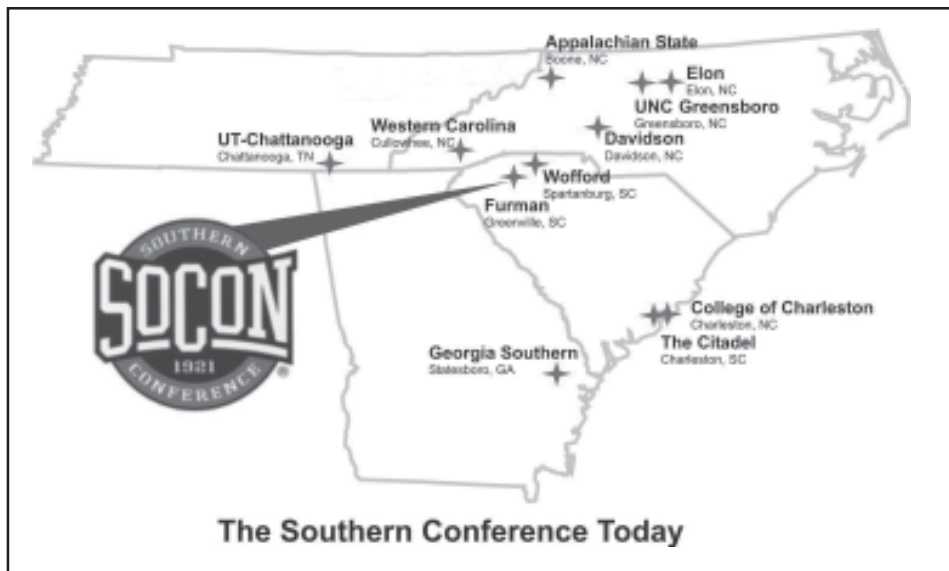 Appalachian State
Boone, NC
Elon
Elon, NC
UNC Greensboro
Greensboro, NC
Western Carolina
Cullowhee, NC
UT-Chattanooga
Chattanooga, TN
Davidson
Davidson, NC
Wofford
Spartanburg, SC
Furman
Greenville, SC
SOUTHERN
SOCON
1921
CONFERENCE
®
College of Charleston
Charleston, NC
The Citadel
Charleston, SC
Georgia Southern
Statesboro, GA
The Southern Conference Today